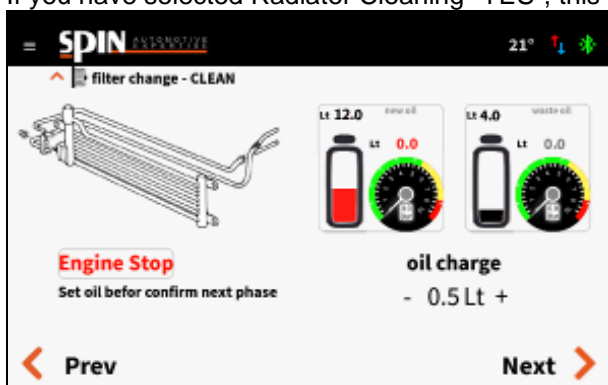 If you have selected Radiator Cleaning "YES", this
SPIN AUTOMOTIVE EXPERTISE
21°
filter change - CLEAN
Lt 12.0 new oil
Lt 0.0
Lt 4.0 waste oil
Lt 0.0
Engine Stop
oil charge
Set oil befor confirm next phase
- 0.5 Lt +
Prev
Next